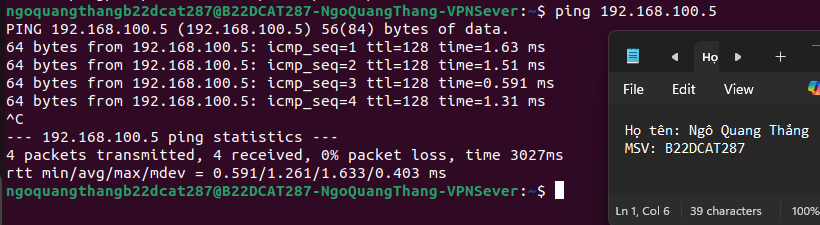 ngoquangthangb22dcat287@B22DCAT287-NgoQuangThang-VPNSever:~$ ping 192.168.100.5
PING 192.168.100.5 (192.168.100.5) 56(84) bytes of data.
64 bytes from 192.168.100.5: icmp_seq=1 ttl=128 time=1.63 ms
64 bytes from 192.168.100.5: icmp_seq=2 ttl=128 time=1.51 ms
64 bytes from 192.168.100.5: icmp_seq=3 ttl=128 time=0.591 ms
64 bytes from 192.168.100.5: icmp_seq=4 ttl=128 time=1.31 ms
^C
--- 192.168.100.5 ping statistics ---
4 packets transmitted, 4 received, 0% packet loss, time 3027ms
rtt min/avg/max/mdev = 0.591/1.261/1.633/0.403 ms
ngoquangthangb22dcat287@B22DCAT287-NgoQuangThang-VPNSever:~$
Họ
File Edit View
Họ tên: Ngô Quang Thắng
MSV: B22DCAT287
Ln 1, Col 6 39 characters 100%